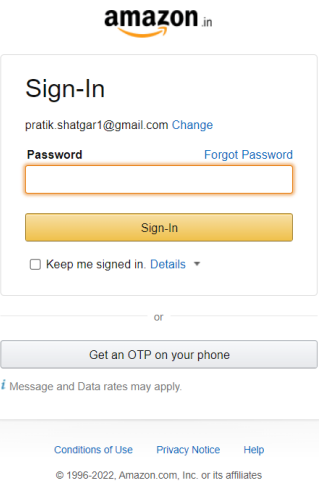 amazon.in
Sign-In
pratik.shatgar1@gmail.com Change
Password Forgot Password
Sign-In
Keep me signed in. Details
or
Get an OTP on your phone
i Message and Data rates may apply.
Conditions of Use Privacy Notice Help
© 1996-2022, Amazon.com, Inc. or its affiliates